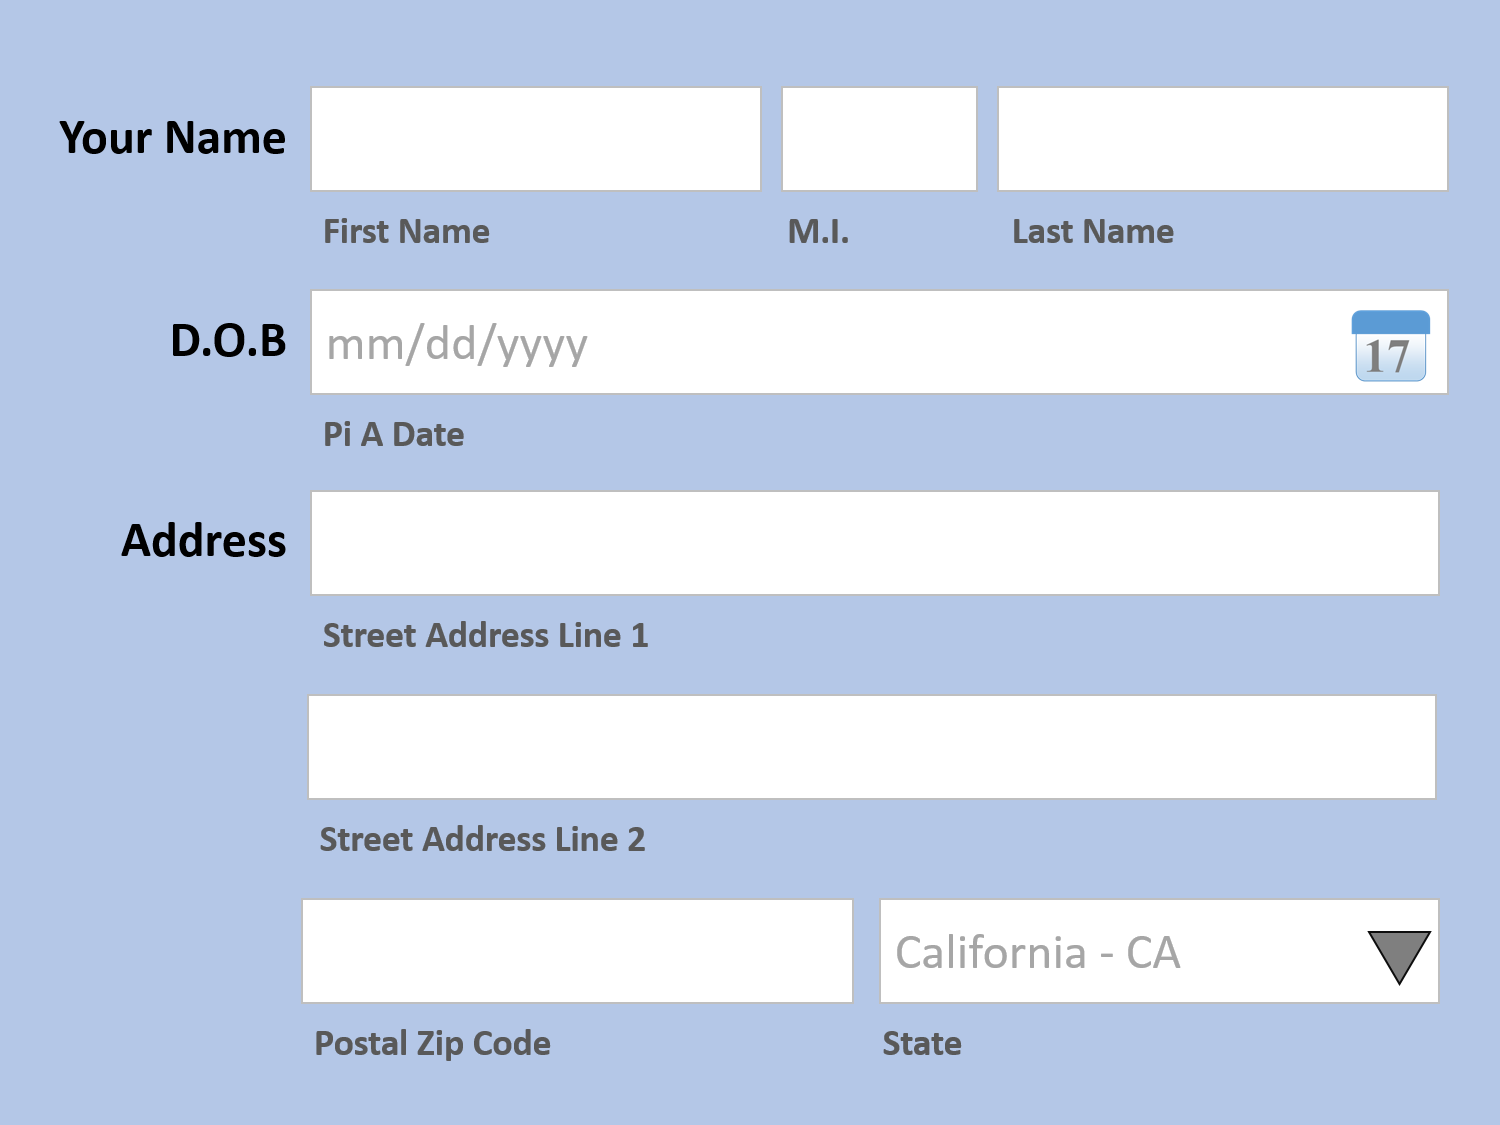 Your Name
First Name M.I. Last Name
D.O.B mm/dd/yyyy 17
Pi A Date
Address
Street Address Line 1
Street Address Line 2
California - CA
Postal Zip Code State